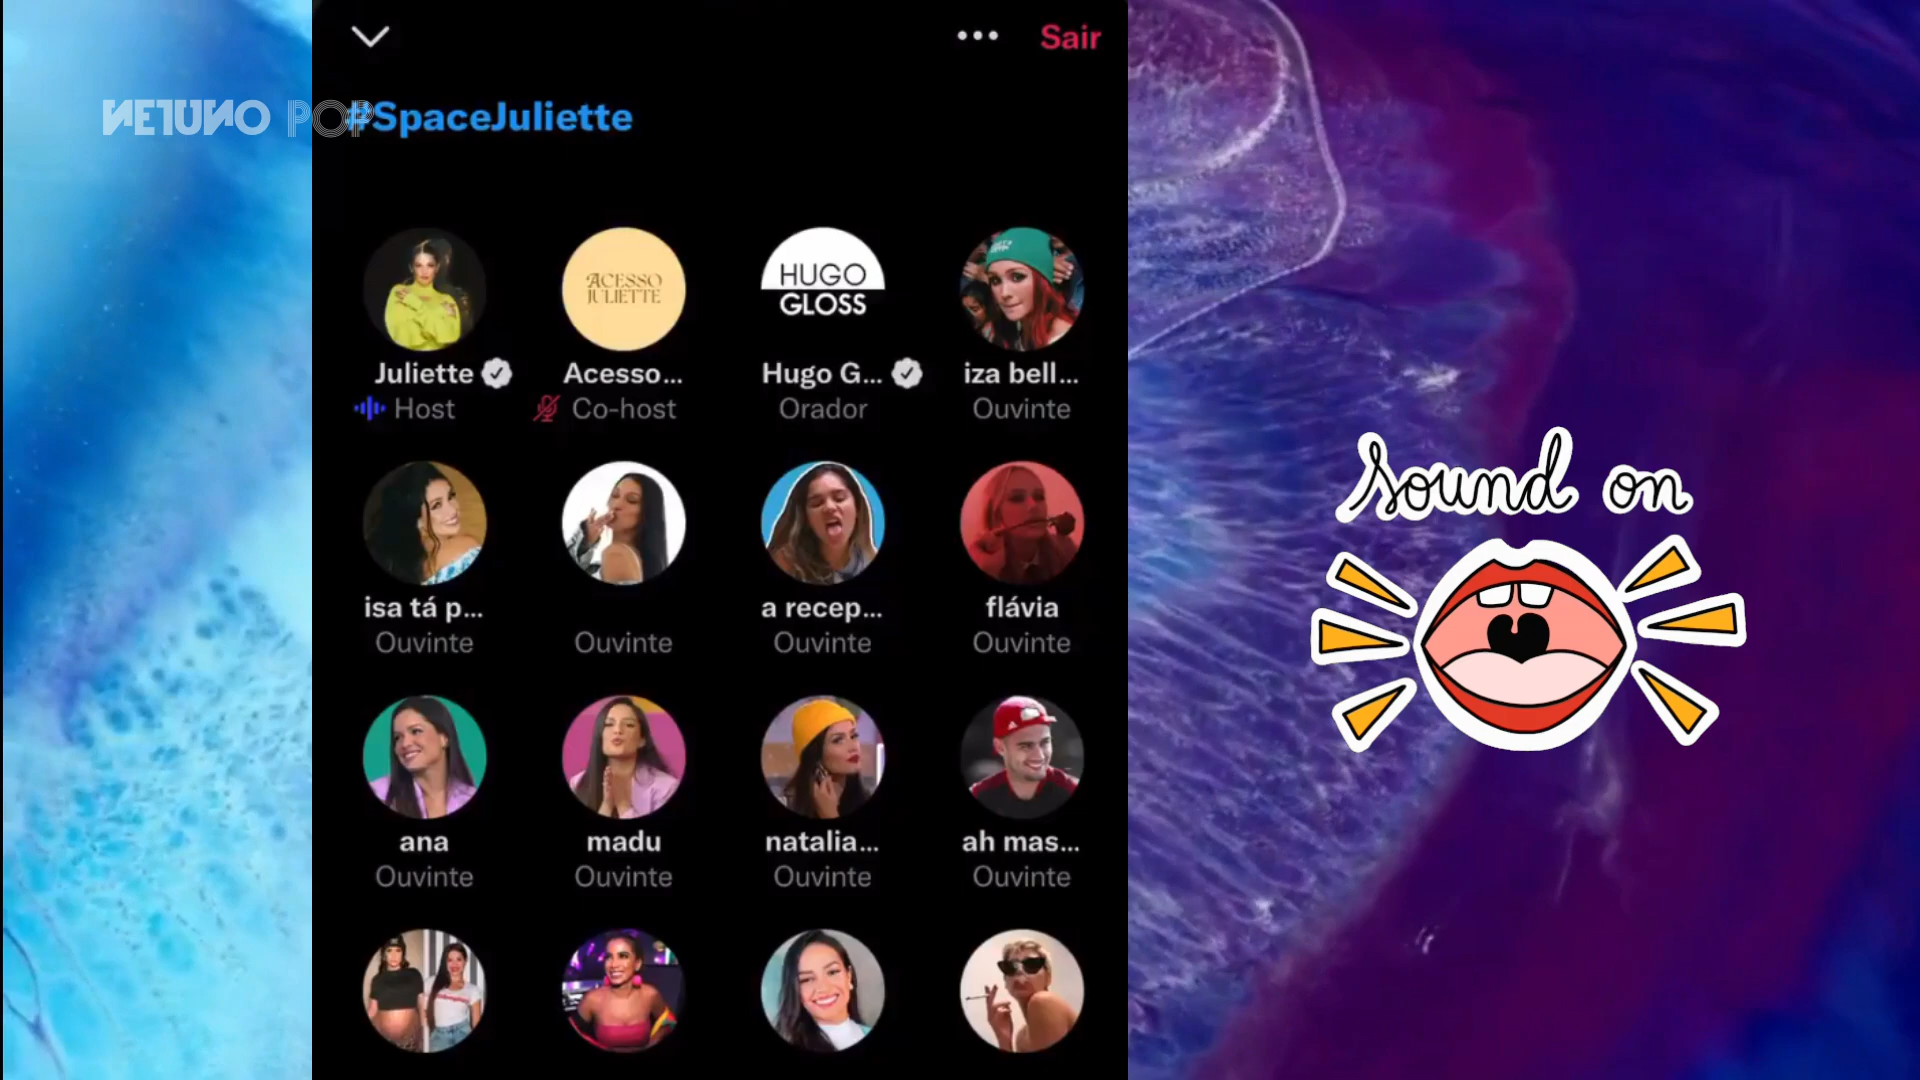 Sair
NETUNO POP
#SpaceJuliette
ACESSO
JULIETTE
HUGO
GLOSS
Juliette
Acesso...
Hugo G...
iza bell...
Host
Co-host
Orador
Ouvinte
sound on
isa tá p...
a recep...
flávia
Ouvinte
Ouvinte
Ouvinte
Ouvinte
ana
madu
natalia...
ah mas...
Ouvinte
Ouvinte
Ouvinte
Ouvinte